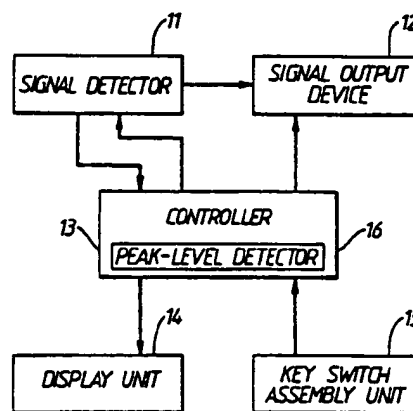 11
SIGNAL DETECTOR
12
SIGNAL OUTPUT
DEVICE
CONTROLLER
13
16
PEAK-LEVEL DETECTOR
14
DISPLAY UNIT
15
KEY SWITCH
ASSEMBLY UNIT